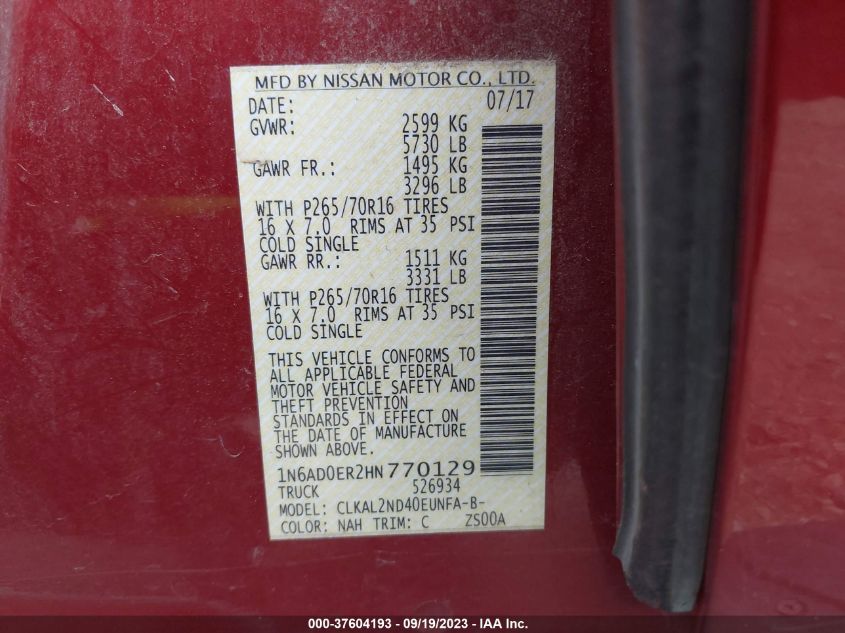 MFD BY NISSAN MOTOR CO., LTD.
DATE: 07/17
GVWR: 2599 KG
5730 LB
GAWR FR.: 1495 KG
3296 LB
WITH P265/70R16 TIRES
16 X 7.0 RIMS AT 35 PSI
COLD SINGLE
GAWR RR.: 1511 KG
3331 LB
WITH P265/70R16 TIRES
16 X 7.0 RIMS AT 35 PSI
COLD SINGLE
THIS VEHICLE CONFORMS TO
ALL APPLICABLE FEDERAL
MOTOR VEHICLE SAFETY AND
THEFT PREVENTION
STANDARDS IN EFFECT ON
THE DATE OF MANUFACTURE
SHOWN ABOVE.
1N6AD0ER2HN770129
TRUCK 526934
MODEL: CLKAL2ND40EUNFA-B-
COLOR: NAH TRIM: C ZS00A
000-37604193 - 09/19/2023 - IAA Inc.